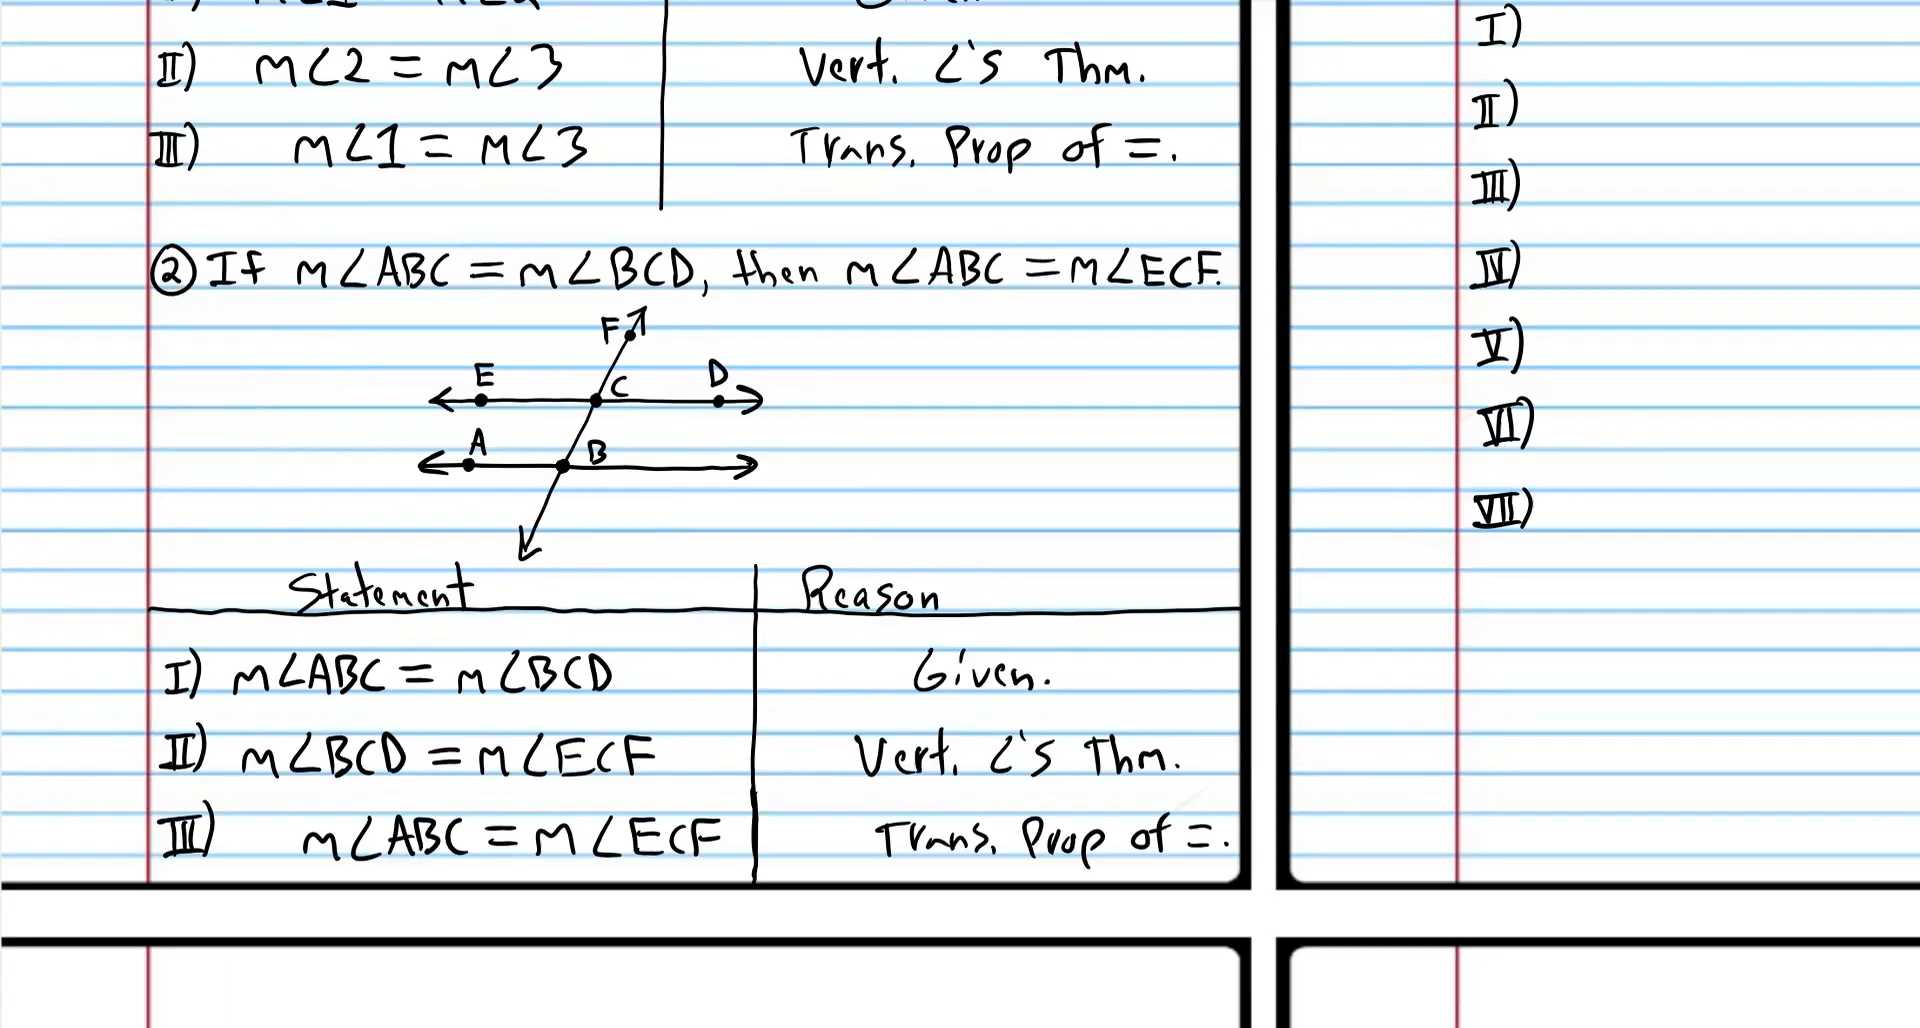 II) m∠2 = m∠3 Vert. ∠'s Thm.
III) m∠1 = m∠3 Trans. Prop of =.
② If m∠ABC = m∠BCD, then m∠ABC = m∠ECF.
F
E C D
A B
Statement Reason
I) m∠ABC = m∠BCD Given.
II) m∠BCD = m∠ECF Vert. ∠'s Thm.
III) m∠ABC = m∠ECF Trans. Prop of =.
I)
II)
III)
IV)
V)
VI)
VII)